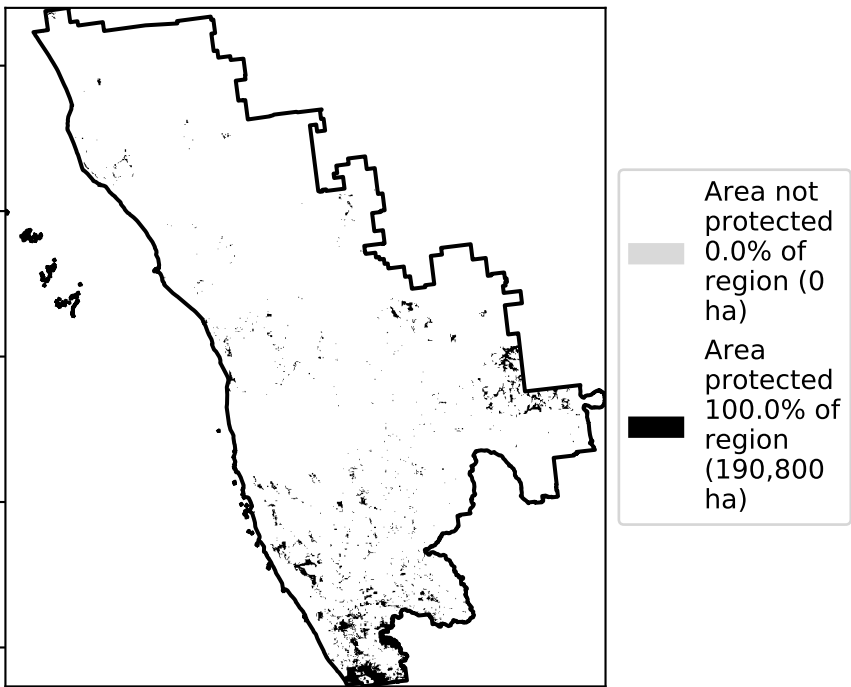 Area not
protected
0.0% of
region (0
ha)
Area
protected
100.0% of
region
(190,800
ha)